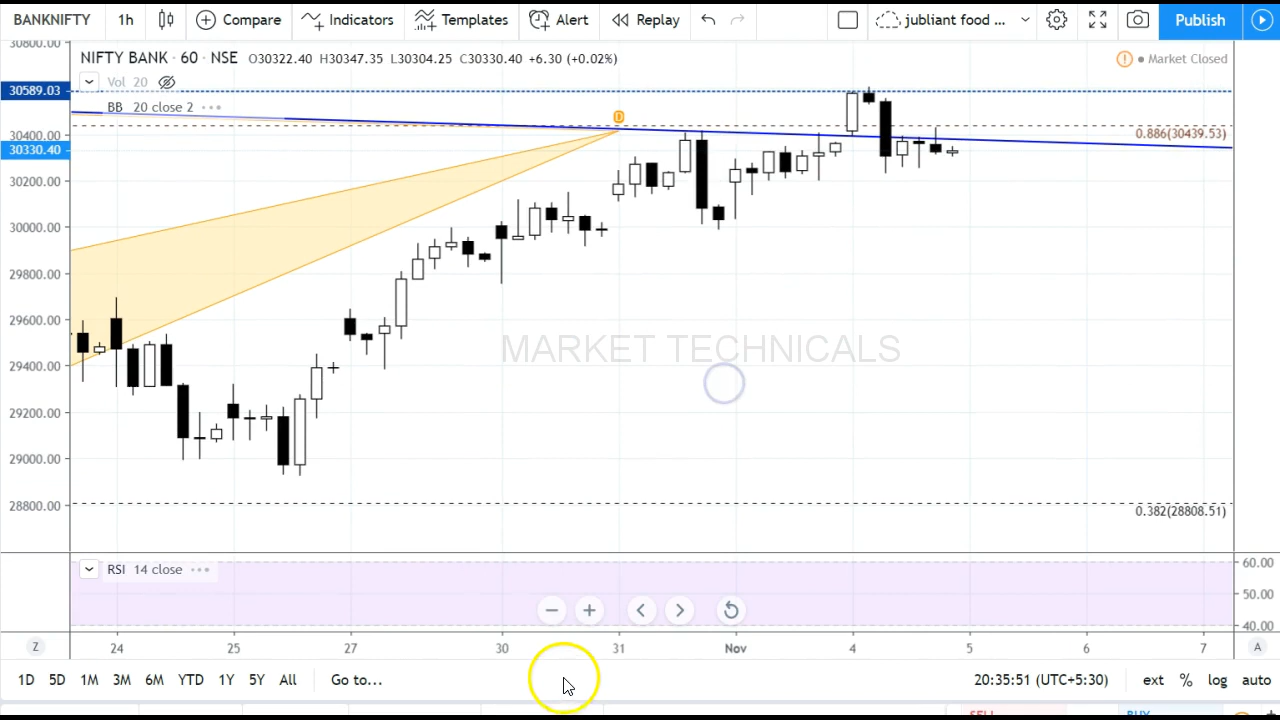 BANKNIFTY 1h Compare Indicators Templates Alert Replay jubliant food ... Publish
30800.00
NIFTY BANK · 60 · NSE O30322.40 H30347.35 L30304.25 C30330.40 +6.30 (+0.02%) Market Closed
Vol 20
30589.03
BB 20 close 2
D
30400.00
0.886(30439.53)
30330.40
30200.00
30000.00
29800.00
29600.00
MARKET TECHNICALS
29400.00
29200.00
29000.00
28800.00
0.382(28808.51)
RSI 14 close
60.00
50.00
40.00
Z 24 25 27 30 31 Nov 4 5 6 7 A
1D 5D 1M 3M 6M YTD 1Y 5Y All Go to... 20:35:51 (UTC+5:30) ext % log auto
SELL BUY